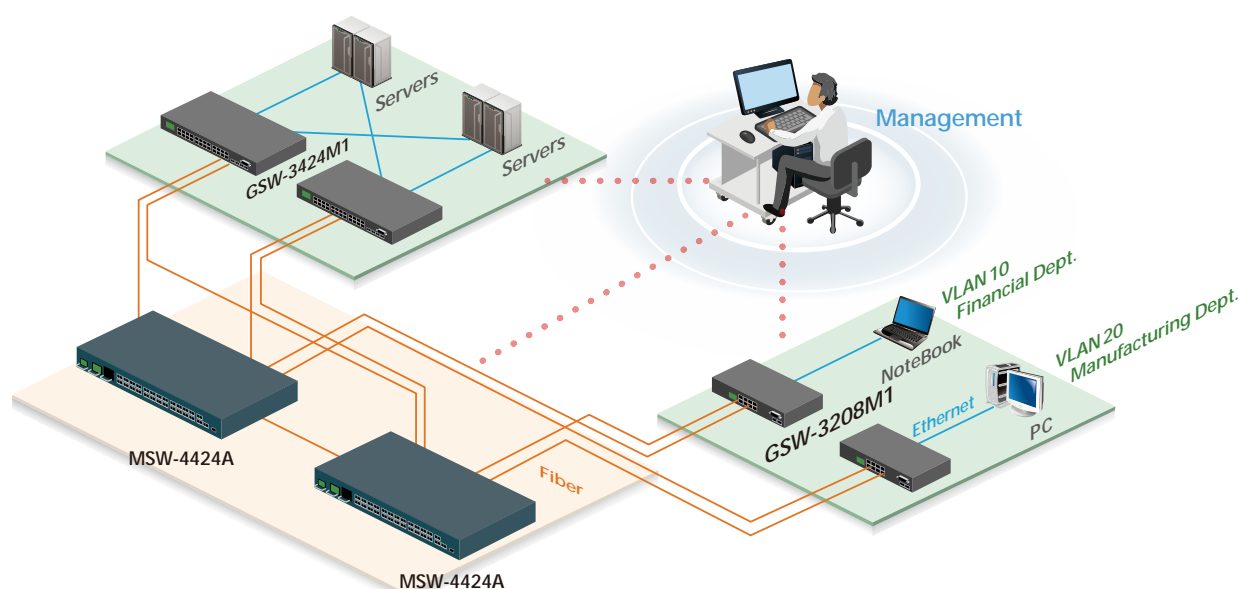 Servers
Servers
GSW-3424M1
Management
VLAN 10
Financial Dept.
VLAN 20
Manufacturing Dept.
NoteBook
GSW-3208M1
Ethernet
PC
MSW-4424A
Fiber
MSW-4424A